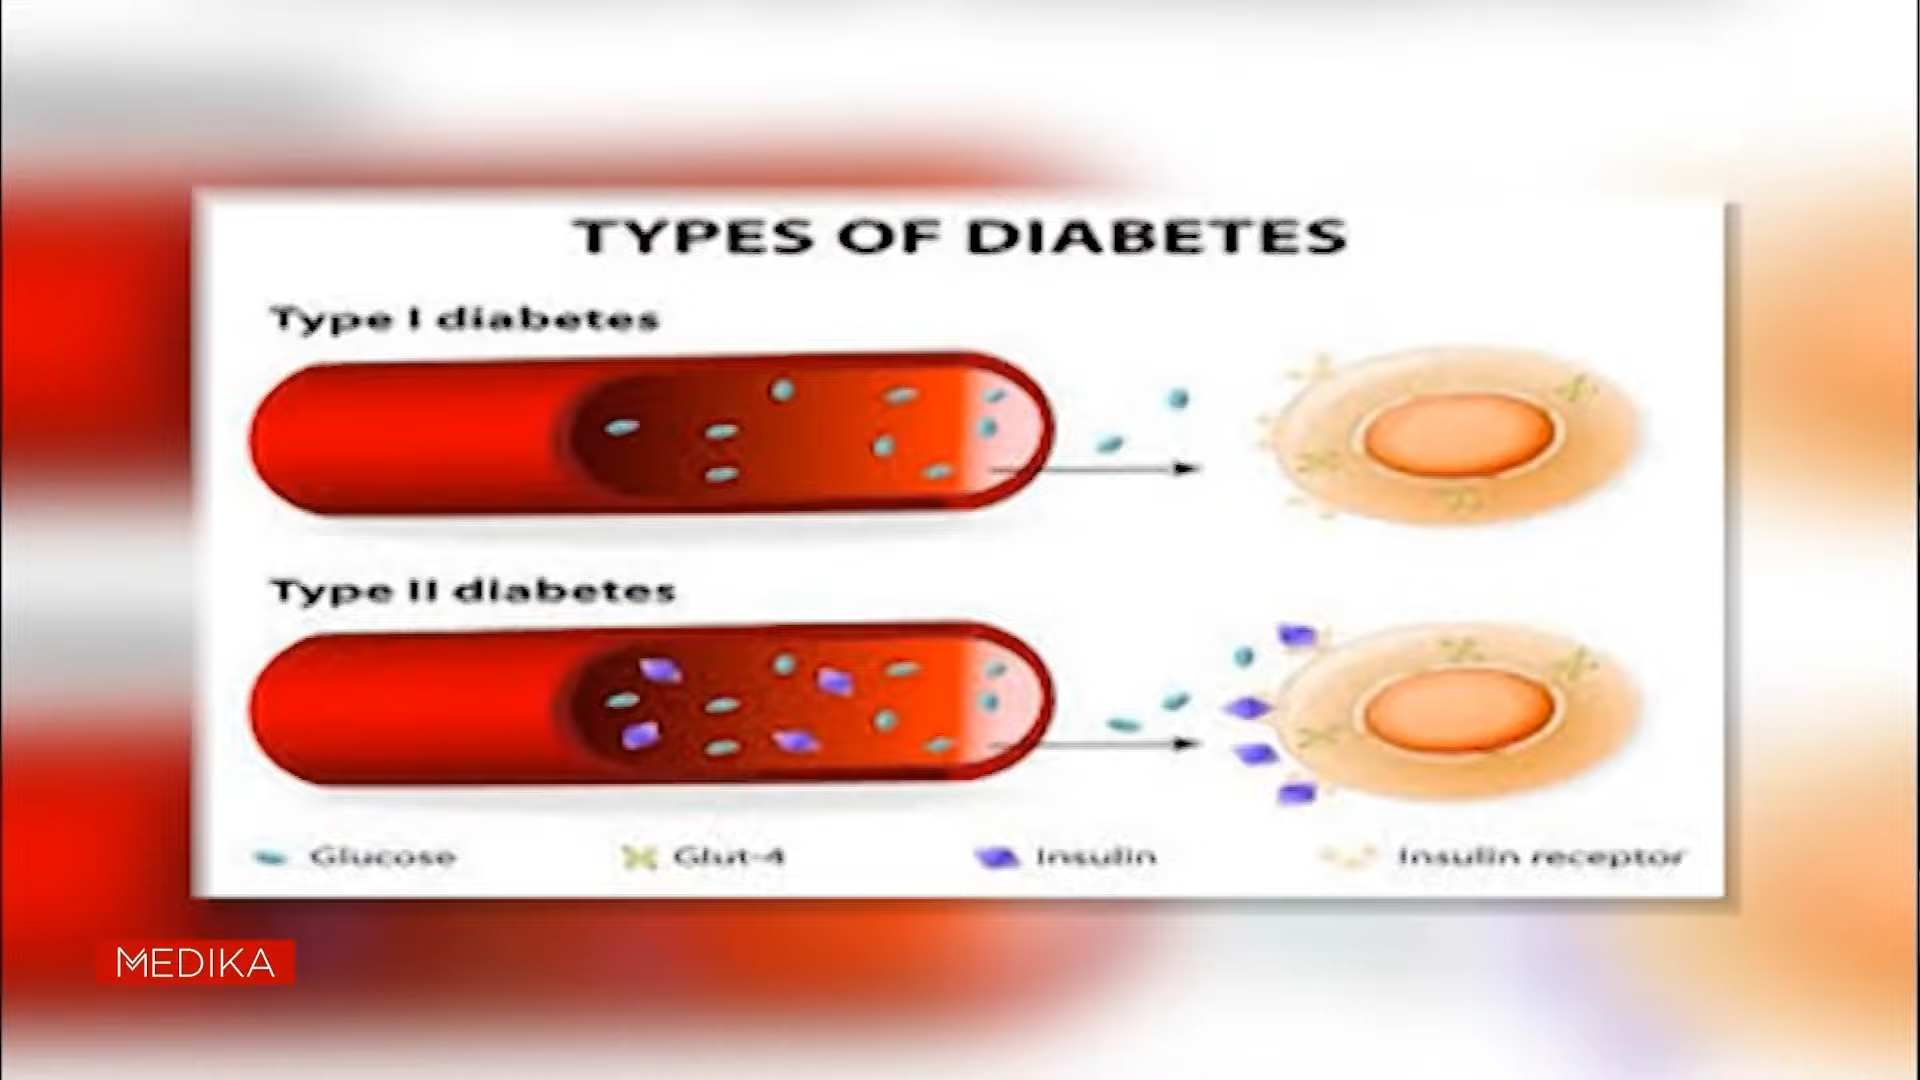 TYPES OF DIABETES
Type I diabetes
Type II diabetes
Glucose
Glut-4
Insulin
Insulin receptor
MEDIKA